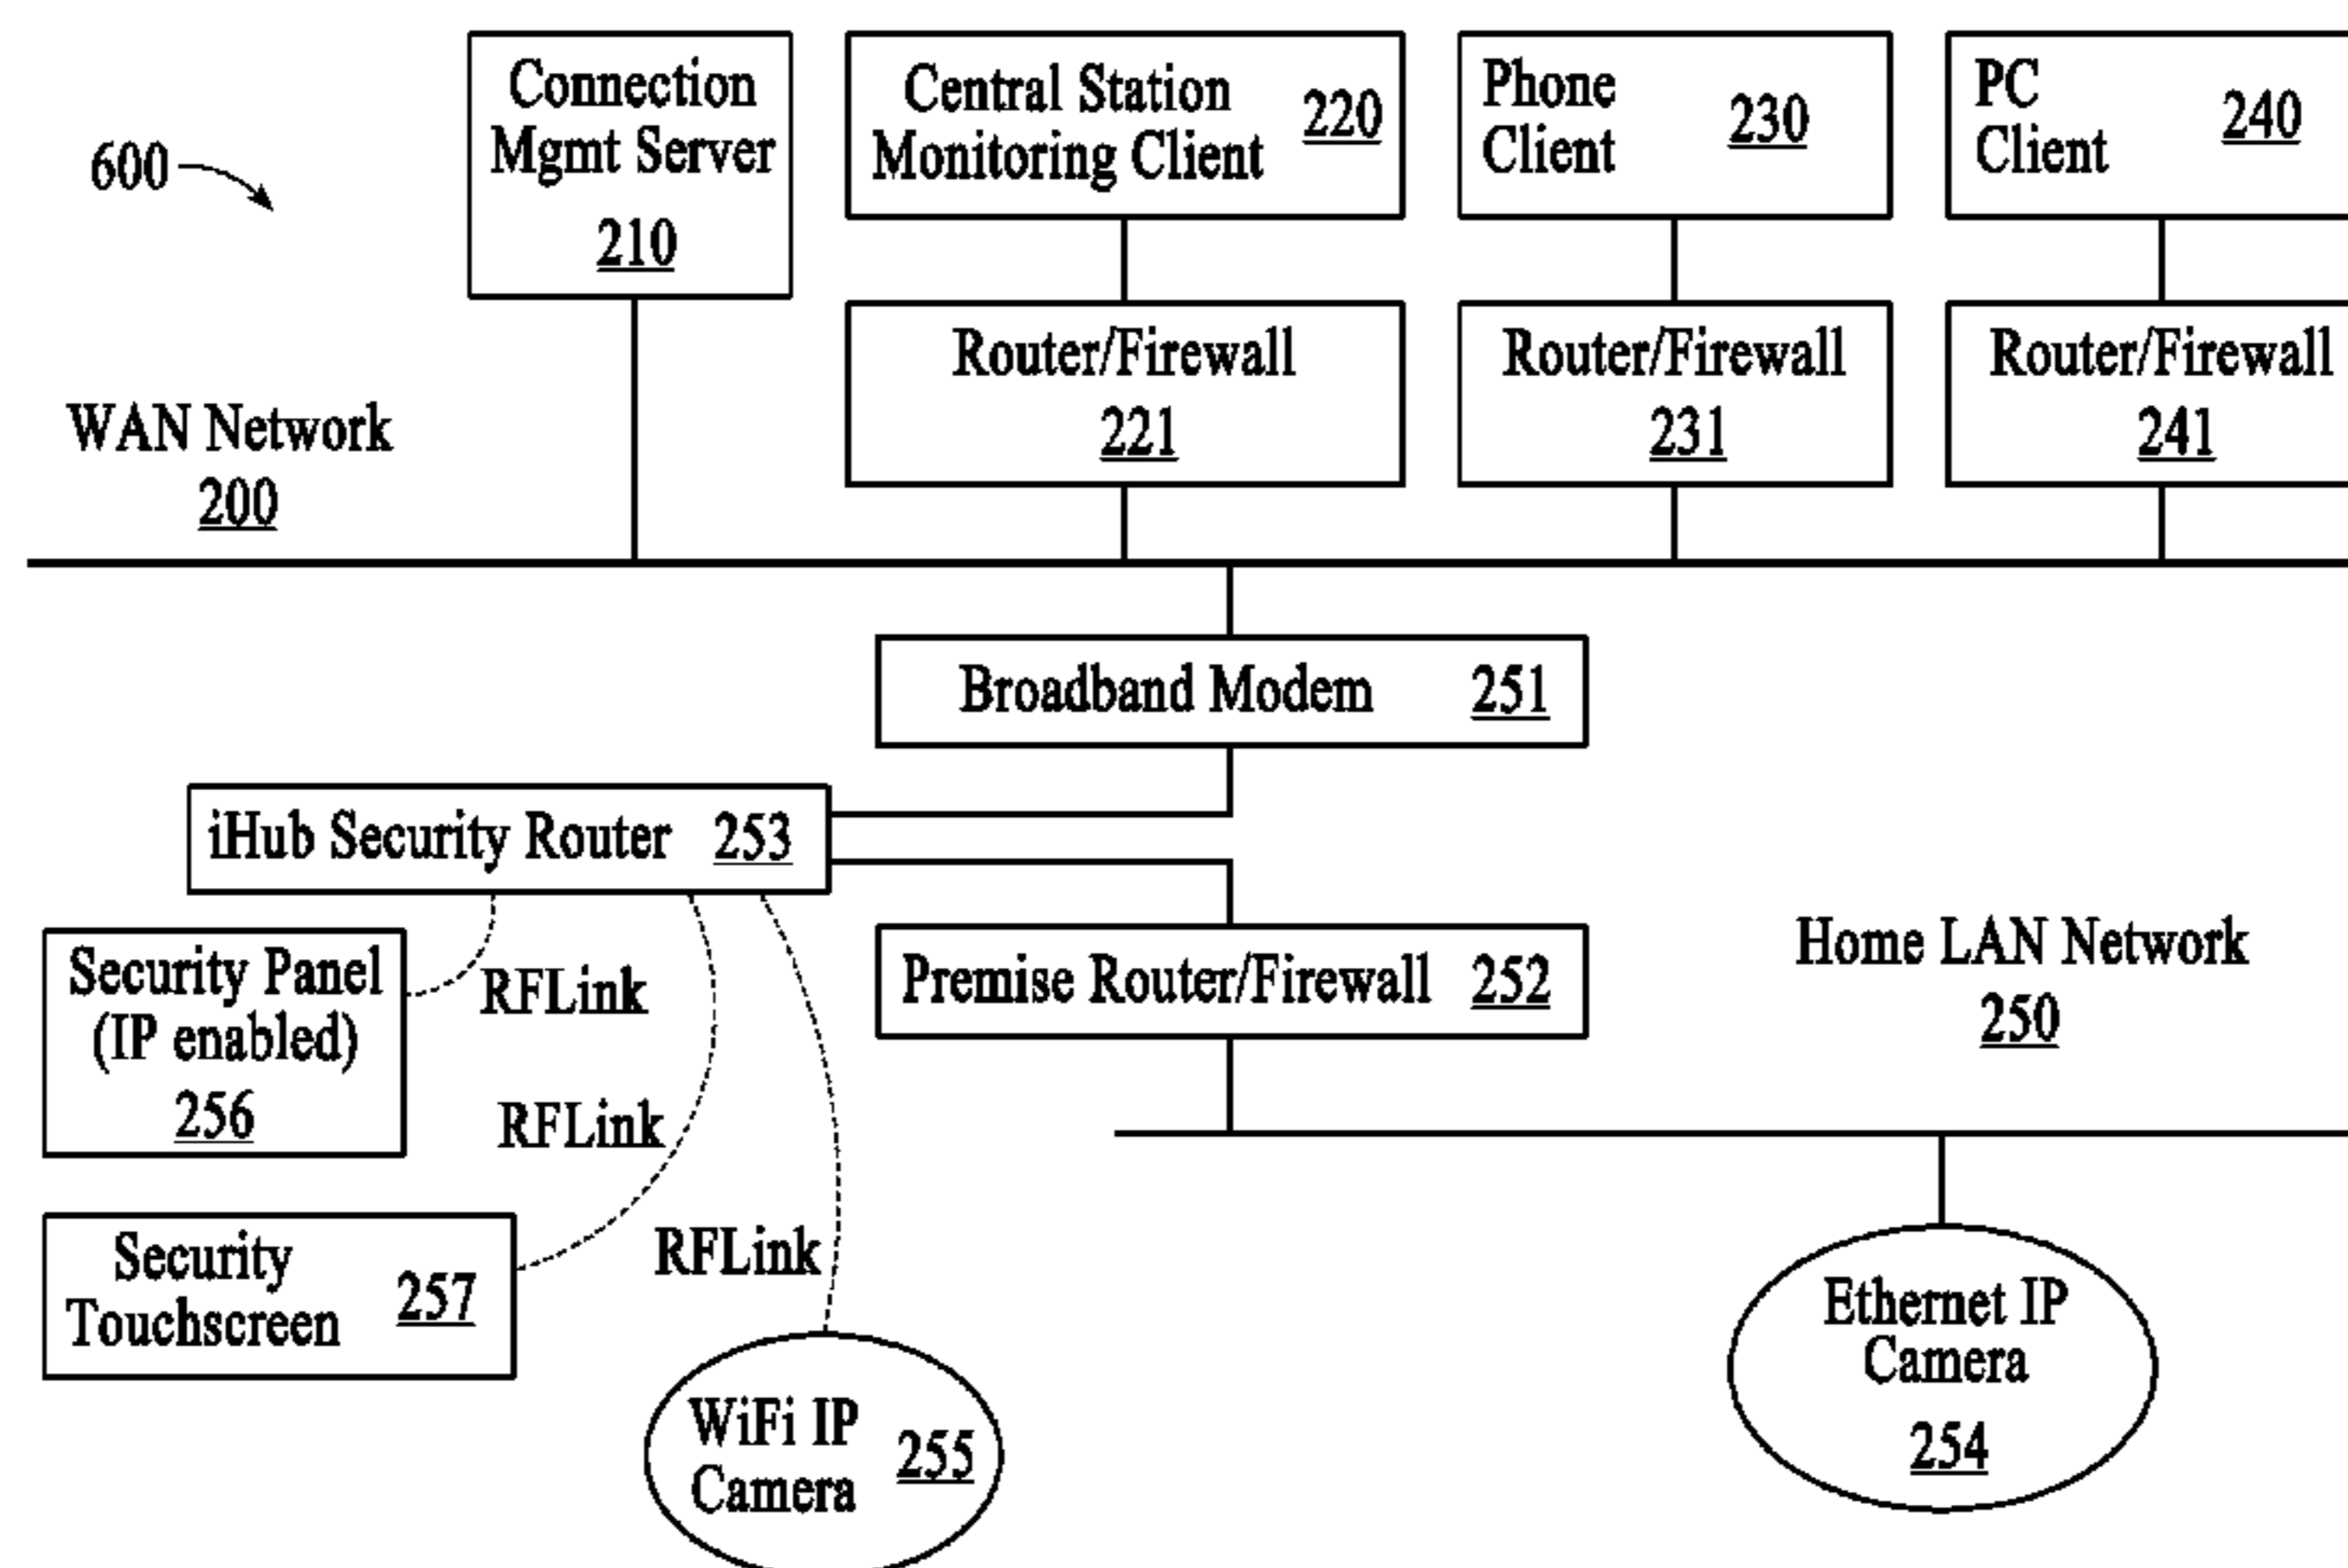 600
Connection
Mgmt Server
210
Central Station
Monitoring Client
220
Phone
Client
230
PC
Client
240
Router/Firewall
221
Router/Firewall
231
Router/Firewall
241
WAN Network
200
Broadband Modem 251
iHub Security Router 253
Security Panel
(IP enabled)
256
RFLink
Premise Router/Firewall 252
Home LAN Network
250
RFLink
Security
Touchscreen
257
RFLink
WiFi IP
Camera
255
Ethernet IP
Camera
254